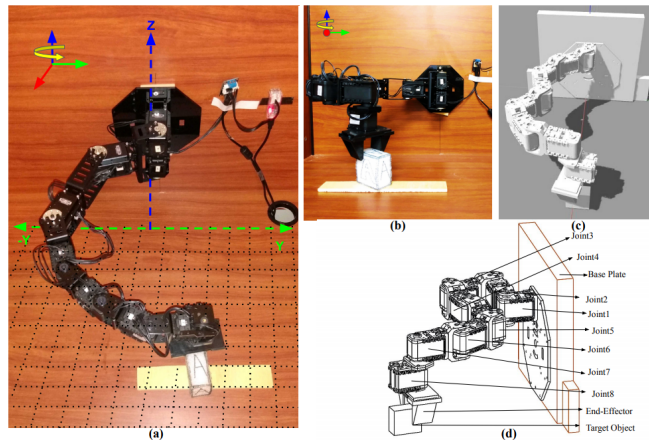 Z
-Y
Y
A
(a)
(b)
(c)
Joint3
Joint4
Base Plate
Joint2
Joint1
Joint5
Joint6
Joint7
Joint8
End-Effector
Target Object
(d)